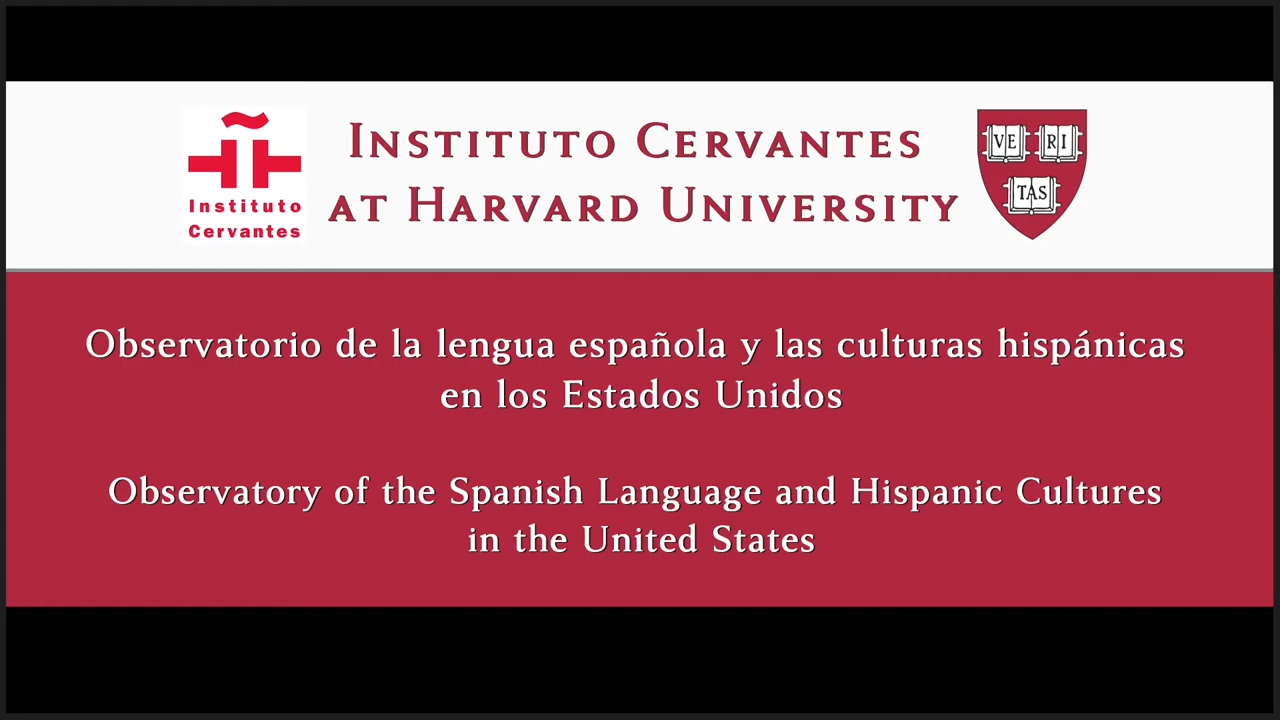 Instituto
Cervantes
INSTITUTO CERVANTES
AT HARVARD UNIVERSITY
VE RI
TAS
Observatorio de la lengua española y las culturas hispánicas
en los Estados Unidos
Observatory of the Spanish Language and Hispanic Cultures
in the United States